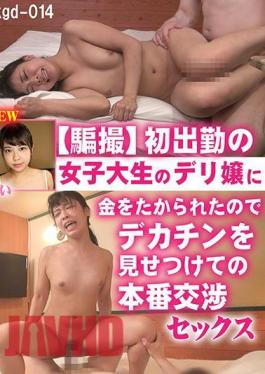 kgd-014
NEW
【騙撮】初出勤の
女子大生のデリ嬢に
い
金をたかられたので
デカチンを
見せつけての
本番交渉
セックス